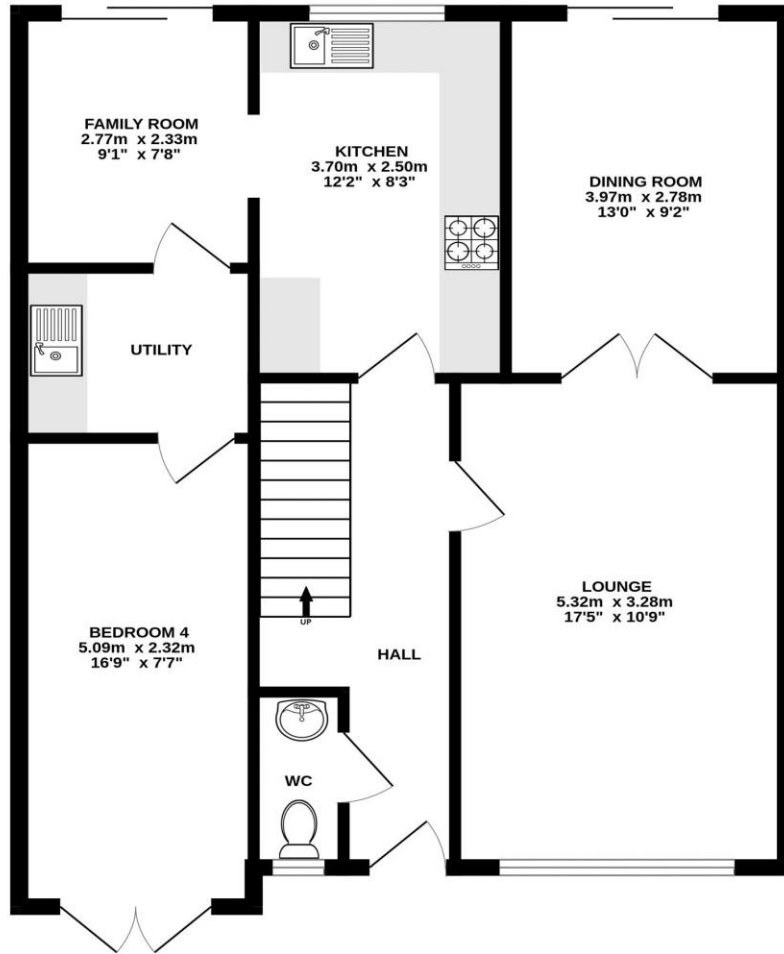 FAMILY ROOM
2.77m x 2.33m
9'1" x 7'8"
KITCHEN
3.70m x 2.50m
12'2" x 8'3"
DINING ROOM
3.97m x 2.78m
13'0" x 9'2"
UTILITY
LOUNGE
5.32m x 3.28m
17'5" x 10'9"
UP
BEDROOM 4
5.09m x 2.32m
16'9" x 7'7"
HALL
WC